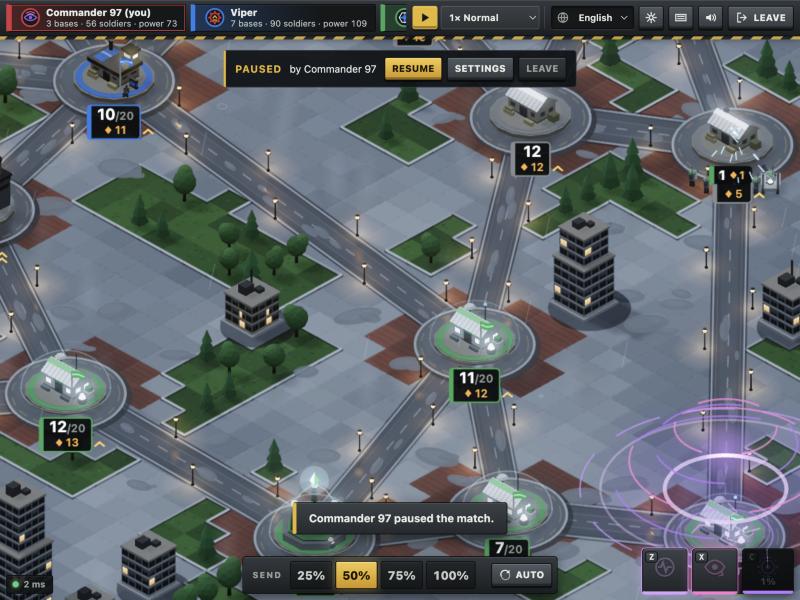 Commander 97 (you)
3 bases · 56 soldiers · power 73
Viper
7 bases · 90 soldiers · power 109
1× Normal
English
LEAVE
PAUSED by Commander 97 RESUME SETTINGS LEAVE
10/20
11
12
12
1
1
5
11/20
12
12/20
13
Commander 97 paused the match.
7/20
SEND 25% 50% 75% 100% AUTO
2 ms
Z
X
C
1%